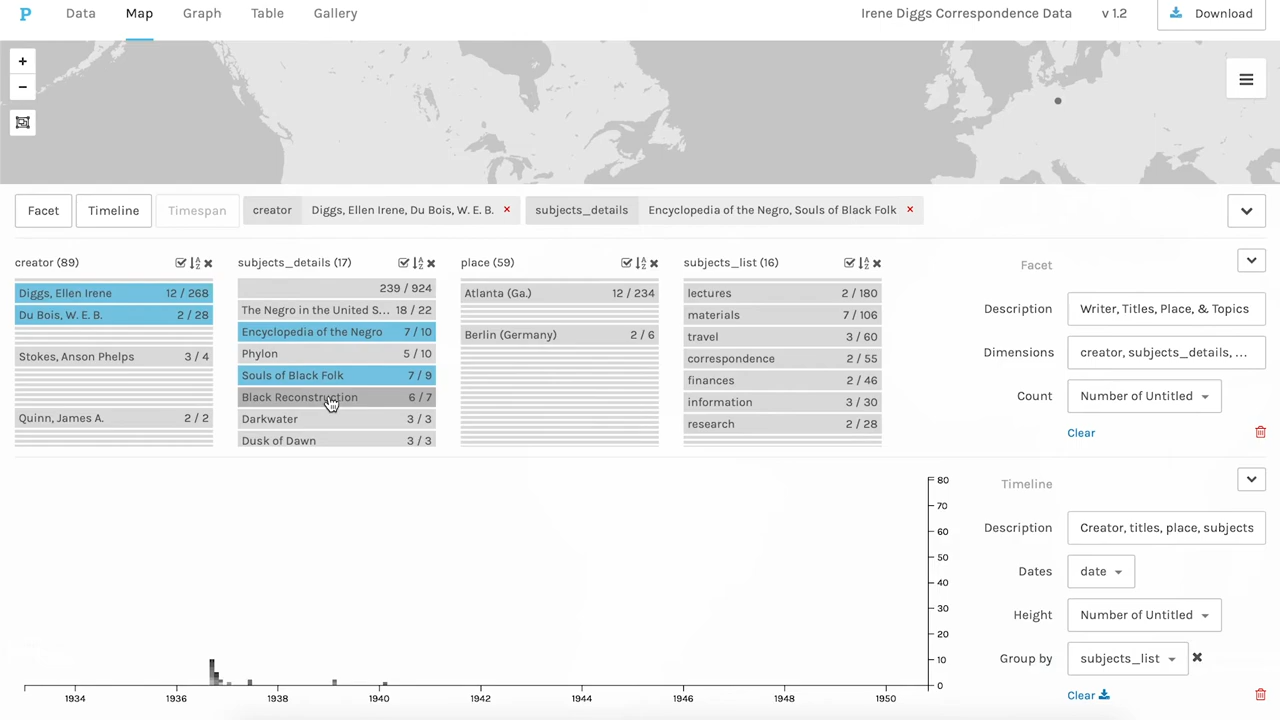 P Data Map Graph Table Gallery Irene Diggs Correspondence Data v 1.2 Download
+
−
Facet Timeline Timespan creator Diggs, Ellen Irene, Du Bois, W. E. B. × subjects_details Encyclopedia of the Negro, Souls of Black Folk ×
creator (89)
Diggs, Ellen Irene 12 / 268
Du Bois, W. E. B. 2 / 28
Stokes, Anson Phelps 3 / 4
Quinn, James A. 2 / 2
subjects_details (17)
239 / 924
The Negro in the United S... 18 / 22
Encyclopedia of the Negro 7 / 10
Phylon 5 / 10
Souls of Black Folk 7 / 9
Black Reconstruction 6 / 7
Darkwater 3 / 3
Dusk of Dawn 3 / 3
place (59)
Atlanta (Ga.) 12 / 234
Berlin (Germany) 2 / 6
subjects_list (16)
lectures 2 / 180
materials 7 / 106
travel 3 / 60
correspondence 2 / 55
finances 2 / 46
information 3 / 30
research 2 / 28
Facet
Description Writer, Titles, Place, & Topics
Dimensions creator, subjects_details, ...
Count Number of Untitled
Clear
80
70
60
50
40
30
20
10
0
1934 1936 1938 1940 1942 1944 1946 1948 1950
Timeline
Description Creator, titles, place, subjects
Dates date
Height Number of Untitled
Group by subjects_list ×
Clear